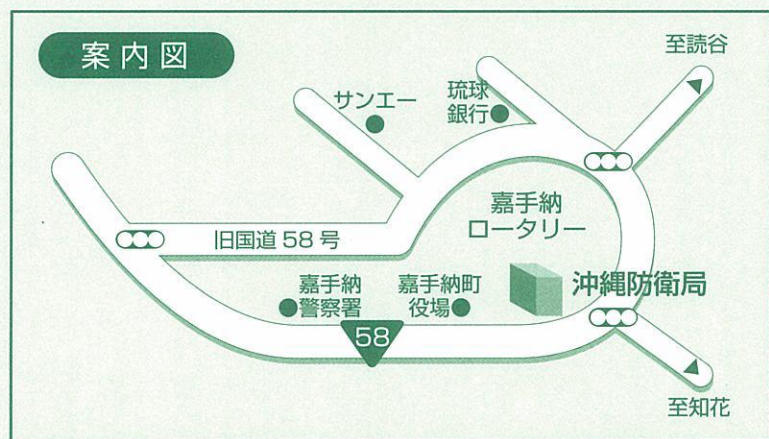 案内図
至読谷
サンエー
琉球
銀行
嘉手納
ロータリー
旧国道58号
嘉手納
警察署
嘉手納町
役場
沖縄防衛局
58
至知花